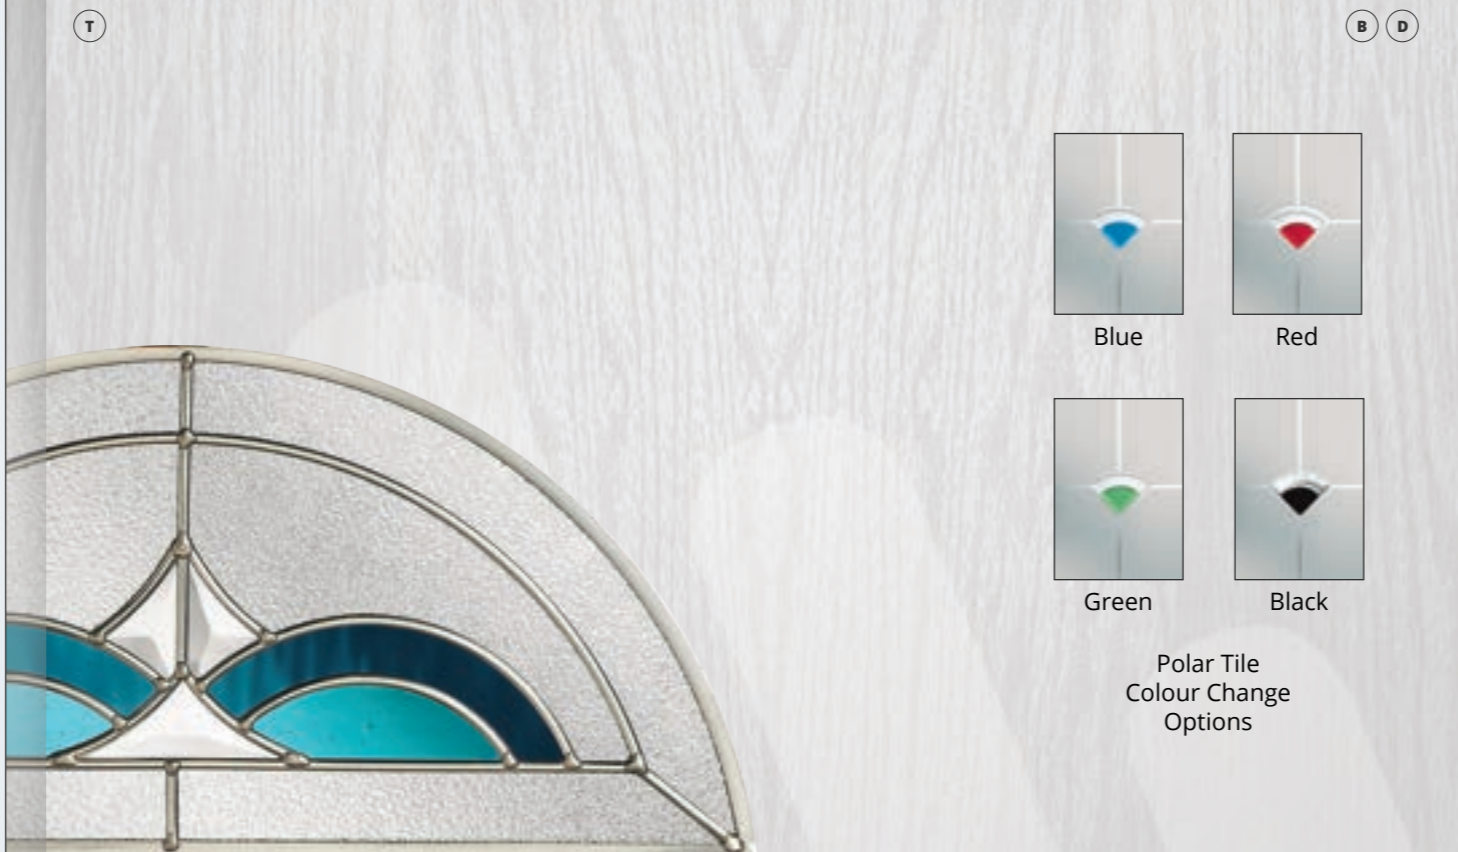 T
B D
Blue Red
Green Black
Polar Tile
Colour Change
Options